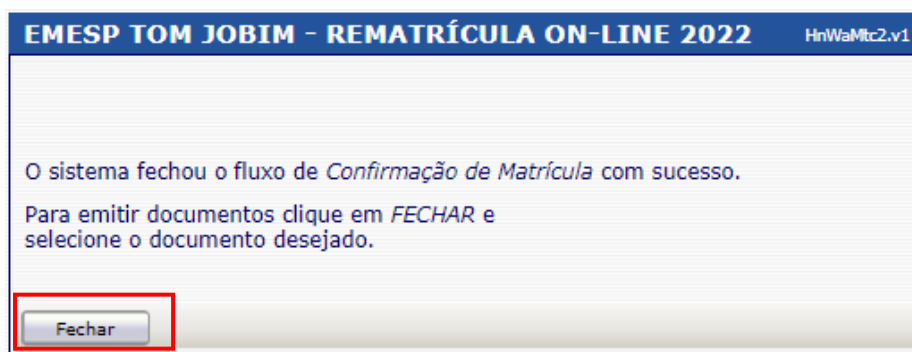 EMESP TOM JOBIM - REMATRÍCULA ON-LINE 2022 HnWaMtc2.v1
O sistema fechou o fluxo de Confirmação de Matrícula com sucesso.
Para emitir documentos clique em FECHAR e
selecione o documento desejado.
Fechar